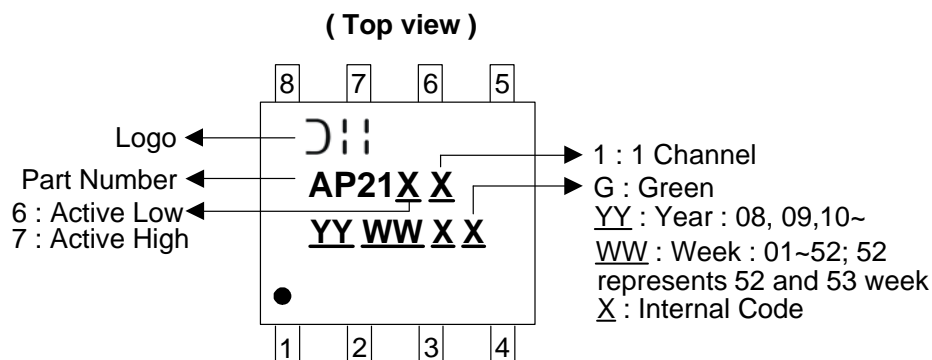 ( Top view )
8 7 6 5
Logo
1 : 1 Channel
Part Number
AP21X X
G : Green
6 : Active Low
YY : Year : 08, 09,10~
7 : Active High
YY WW X X
WW : Week : 01~52; 52
represents 52 and 53 week
X : Internal Code
1 2 3 4